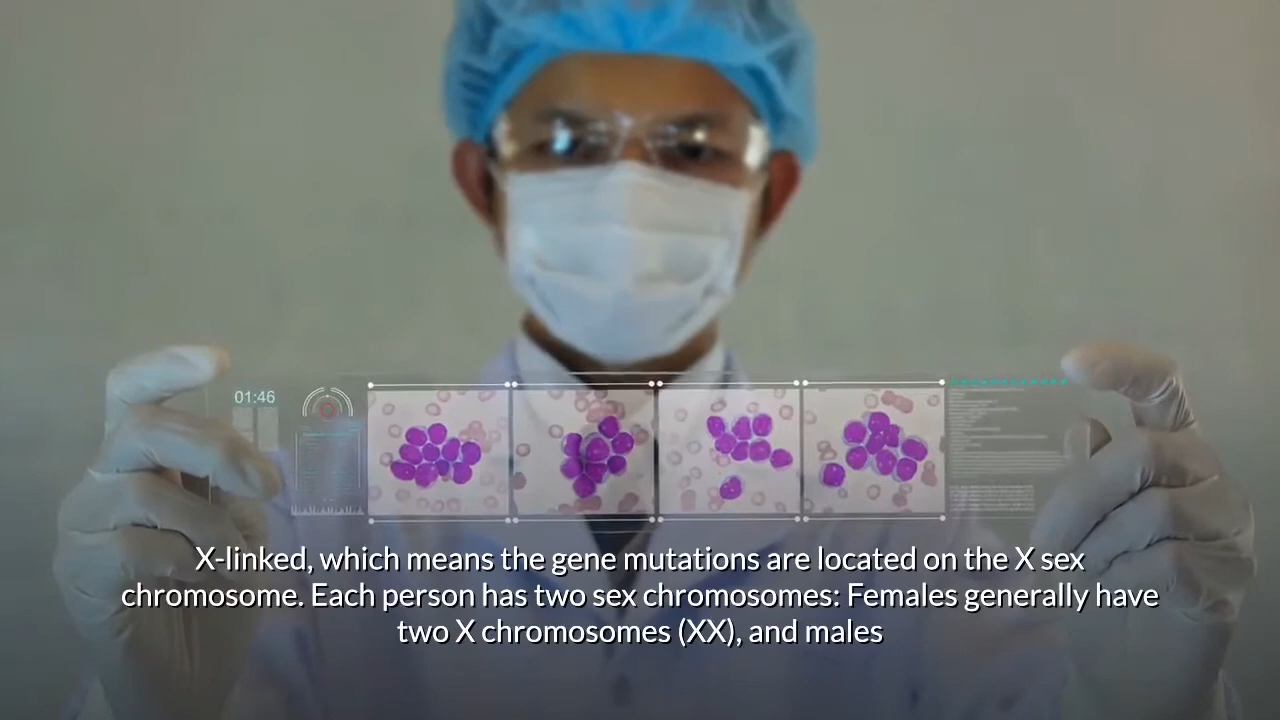 01:46
X-linked, which means the gene mutations are located on the X sex
chromosome. Each person has two sex chromosomes: Females generally have
two X chromosomes (XX), and males